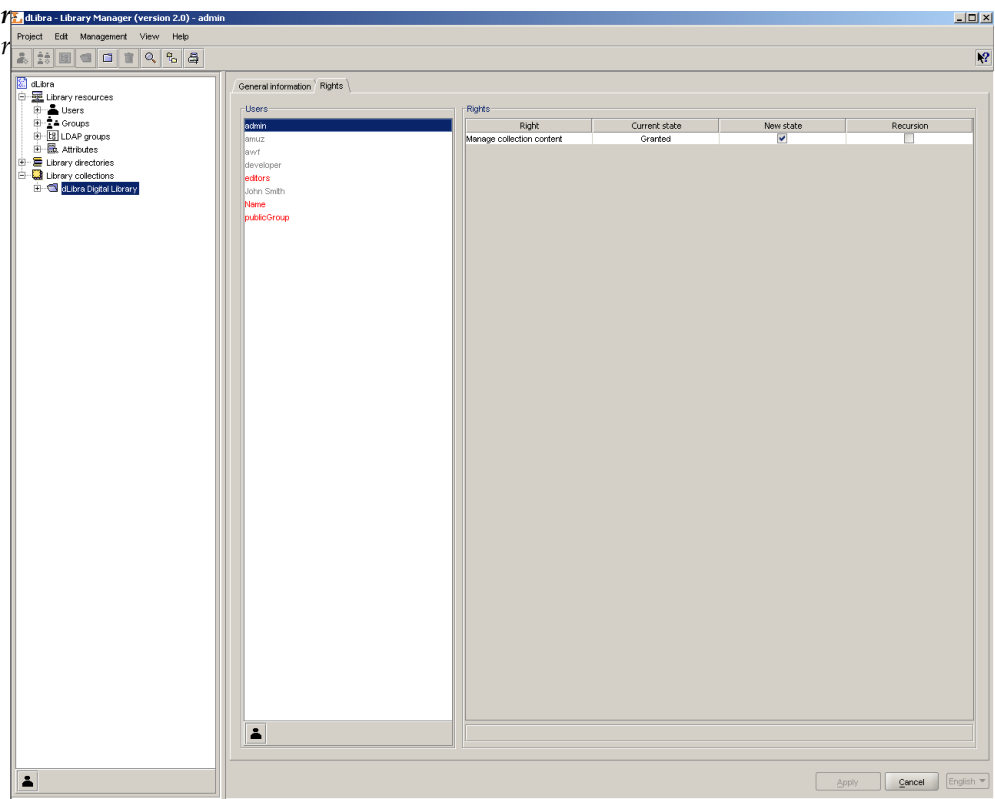 r
dLibra - Library Manager (version 2.0) - admin
r
Project Edit Management View Help
dLibra
Library resources
Users
Groups
LDAP groups
Attributes
Library directories
Library collections
dLibra Digital Library
General information Rights
Users
admin
amuz
awf
developer
editors
John Smith
Name
publicGroup
Rights
Right Current state New state Recursion
Manage collection content Granted
Apply Cancel English